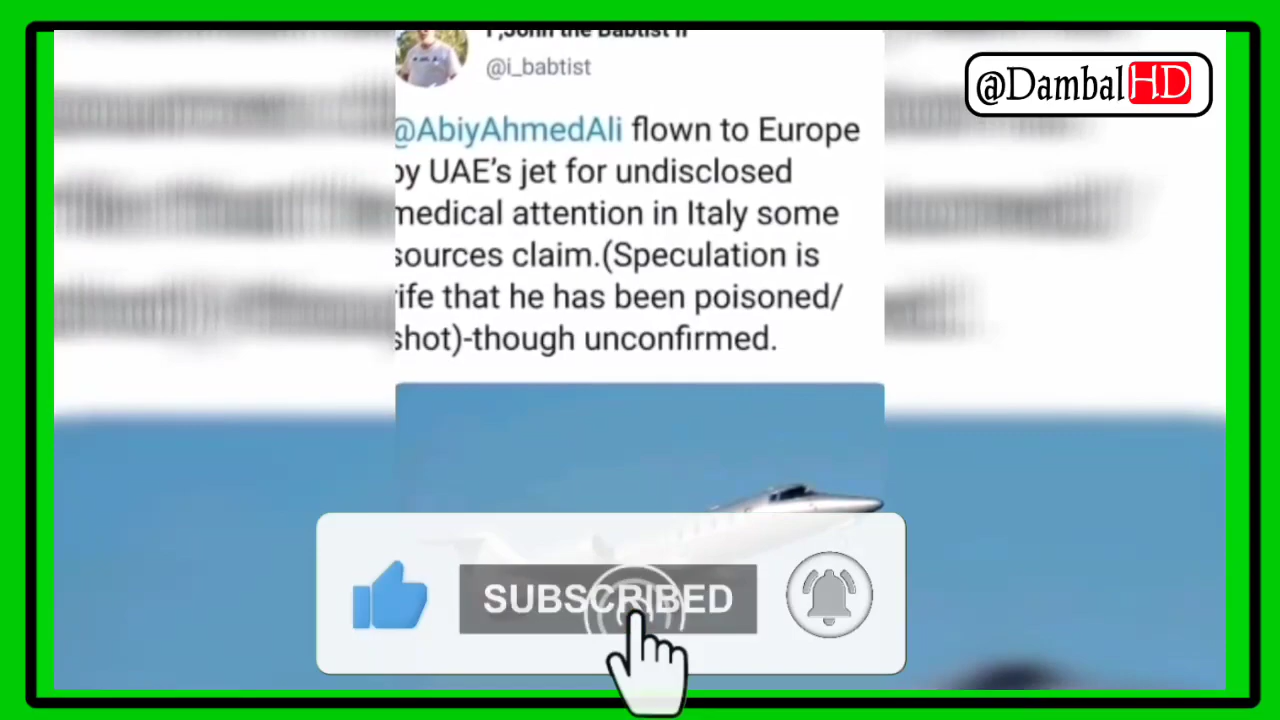 @i_babtist
@DambalHD
@AbiyAhmedAli flown to Europe
by UAE's jet for undisclosed
medical attention in Italy some
sources claim.(Speculation is
rife that he has been poisoned/
shot)-though unconfirmed.
SUBSCRIBED